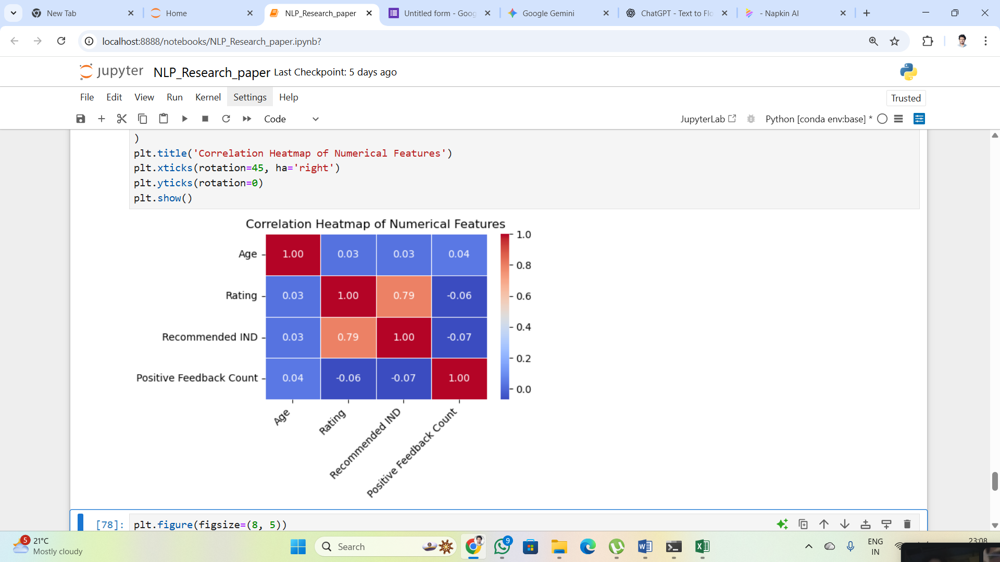 New Tab
Home
NLP_Research_paper
Untitled form - Goog
Google Gemini
ChatGPT - Text to Flo
- Napkin AI
localhost:8888/notebooks/NLP_Research_paper.ipynb?
jupyter NLP_Research_paper Last Checkpoint: 5 days ago
File Edit View Run Kernel Settings Help
Trusted
Code
JupyterLab
Python [conda env:base] *
)
plt.title('Correlation Heatmap of Numerical Features')
plt.xticks(rotation=45, ha='right')
plt.yticks(rotation=0)
plt.show()
Correlation Heatmap of Numerical Features
Age 1.00 0.03 0.03 0.04
Rating 0.03 1.00 0.79 -0.06
Recommended IND 0.03 0.79 1.00 -0.07
Positive Feedback Count 0.04 -0.06 -0.07 1.00
1.0
0.8
0.6
0.4
0.2
0.0
Age
Rating
Recommended IND
Positive Feedback Count
[78]: plt.figure(figsize=(8, 5))
5
21°C
Mostly cloudy
Search
9
ENG
IN
23:08